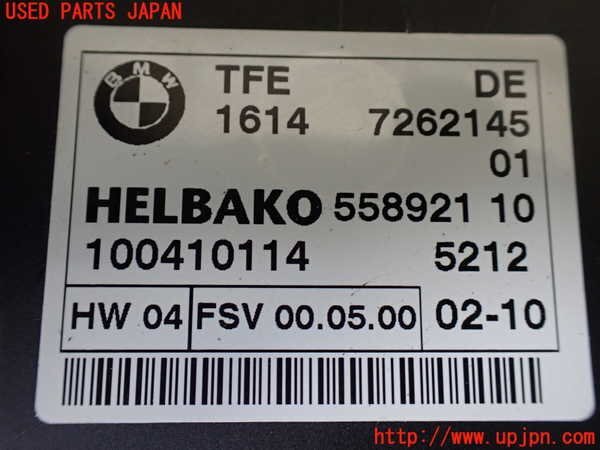 USED PARTS JAPAN
BMW
TFE DE
1614 7262145
01
HELBAKO 558921 10
100410114 5212
HW 04 FSV 00.05.00 02-10
http://www.upjpn.com/